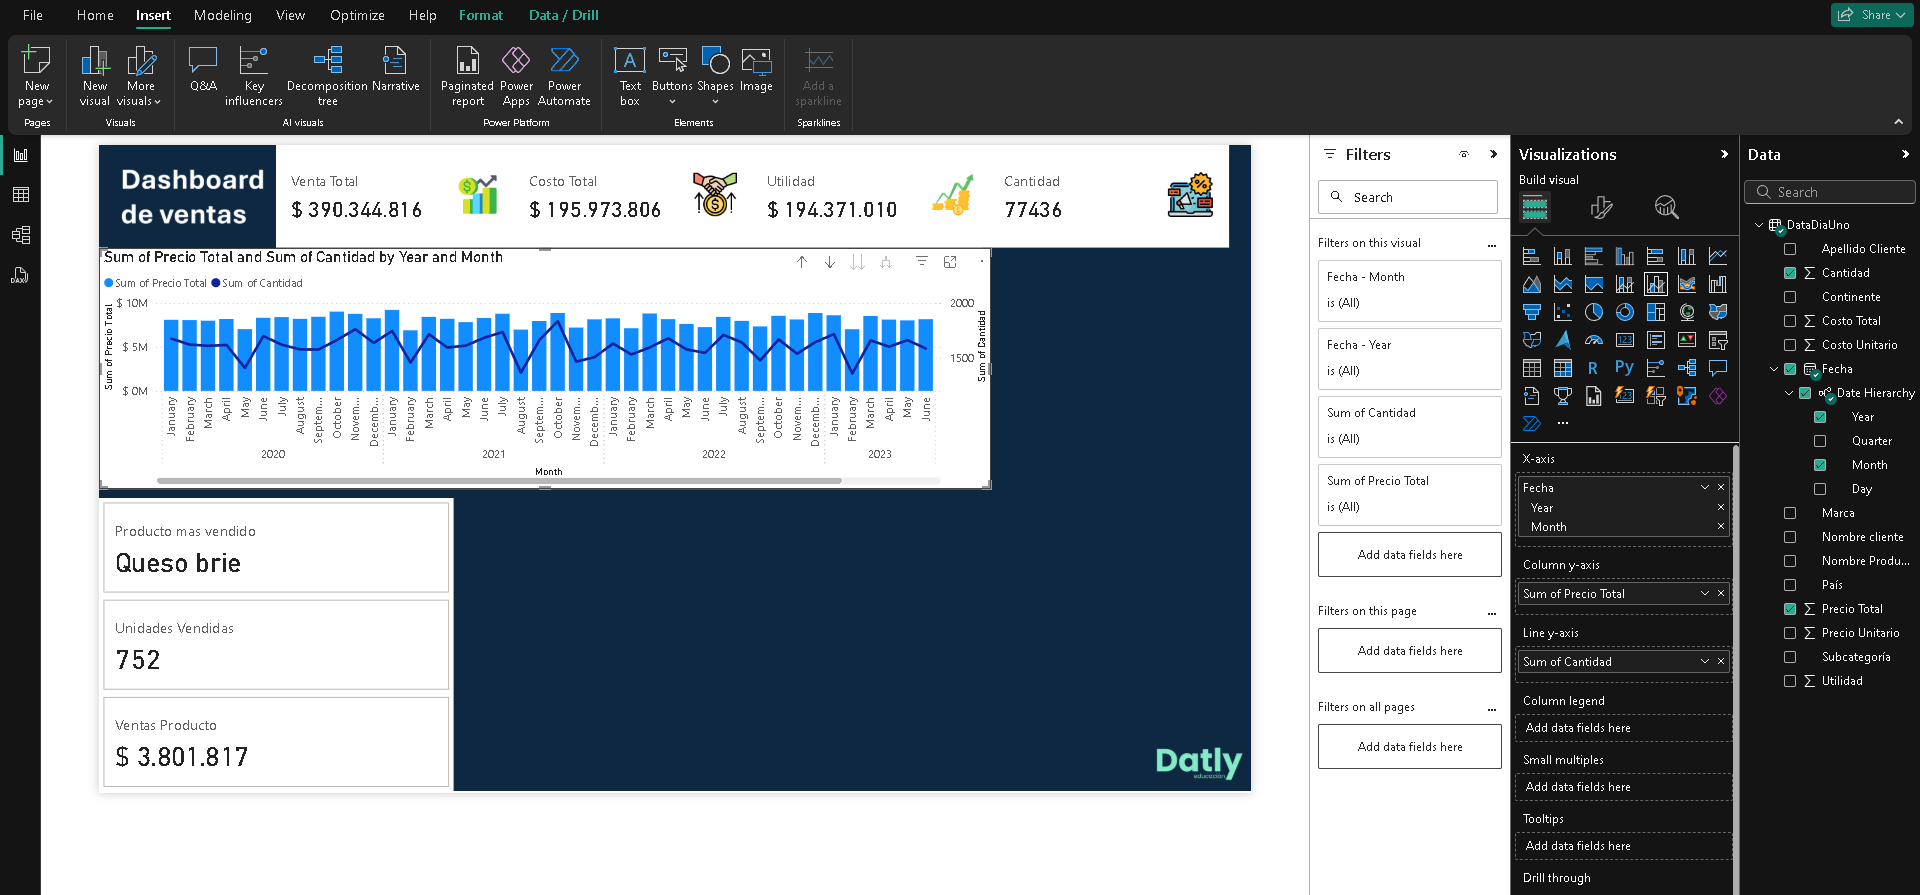 File Home Insert Modeling View Optimize Help Format Data / Drill Share
New page
Pages
New visual
More visuals
Visuals
Q&A
Key influencers
Decomposition tree
Narrative
AI visuals
Paginated report
Power Apps
Power Automate
Power Platform
Text box
Buttons
Shapes
Image
Elements
Add a sparkline
Sparklines
Dashboard
de ventas
Venta Total
$ 390.344.816
Costo Total
$ 195.973.806
Utilidad
$ 194.371.010
Cantidad
77436
Sum of Precio Total and Sum of Cantidad by Year and Month
Sum of Precio Total Sum of Cantidad
Sum of Precio Total
$ 10M
$ 5M
$ 0M
2000
1500
Sum of Cantidad
January February March April May June July August Septem... October Novem... Decemb... January February March April May June July August Septem... October Novem... Decemb... January February March April May June July August Septem... October Novem... Decemb... January February March April May June
2020 2021 2022 2023
Month
Producto mas vendido
Queso brie
Unidades Vendidas
752
Ventas Producto
$ 3.801.817
Datly
educación
Filters
Search
Filters on this visual ...
Fecha - Month
is (All)
Fecha - Year
is (All)
Sum of Cantidad
is (All)
Sum of Precio Total
is (All)
Add data fields here
Filters on this page ...
Add data fields here
Filters on all pages ...
Add data fields here
Visualizations
Build visual
R Py
123
...
X-axis
Fecha
Year
Month
Column y-axis
Sum of Precio Total
Line y-axis
Sum of Cantidad
Column legend
Add data fields here
Small multiples
Add data fields here
Tooltips
Add data fields here
Drill through
Data
Search
DataDiaUno
Apellido Cliente
Cantidad
Continente
Costo Total
Costo Unitario
Fecha
Date Hierarchy
Year
Quarter
Month
Day
Marca
Nombre cliente
Nombre Produ...
País
Precio Total
Precio Unitario
Subcategoría
Utilidad